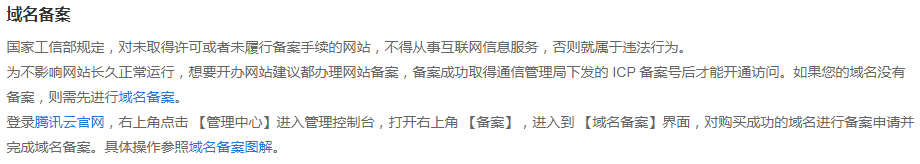 域名备案
国家工信部规定，对未取得许可或者未履行备案手续的网站，不得从事互联网信息服务，否则就属于违法行为。
为不影响网站长久正常运行，想要开办网站建议都办理网站备案，备案成功取得通信管理局下发的 ICP 备案号后才能开通访问。如果您的域名没有
备案，则需先进行域名备案。
登录腾讯云官网，右上角点击 【管理中心】进入管理控制台，打开右上角 【备案】，进入到 【域名备案】界面，对购买成功的域名进行备案申请并
完成域名备案。具体操作参照域名备案图解。